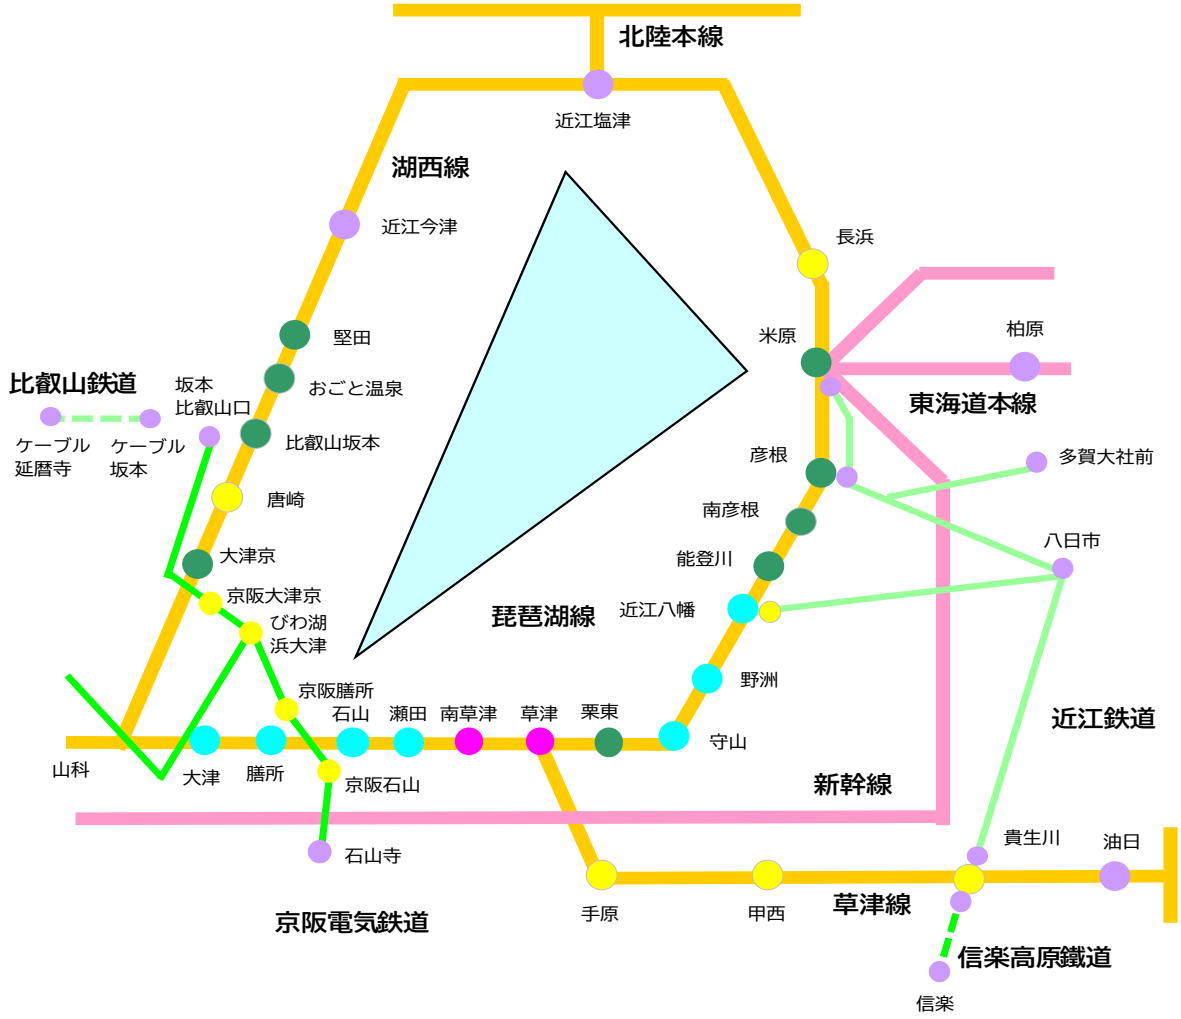 北陸本線
近江塩津
湖西線
近江今津
長浜
米原
柏原
堅田
おごと温泉
比叡山鉄道
坂本
比叡山口
東海道本線
ケーブル
延暦寺
ケーブル
坂本
比叡山坂本
彦根
多賀大社前
唐崎
南彦根
大津京
能登川
八日市
京阪大津京
びわ湖
浜大津
琵琶湖線
近江八幡
京阪膳所
野洲
石山
瀬田
南草津
草津
栗東
守山
近江鉄道
山科
大津
膳所
京阪石山
新幹線
石山寺
貴生川
油日
京阪電気鉄道
手原
甲西
草津線
信楽高原鐵道
信楽